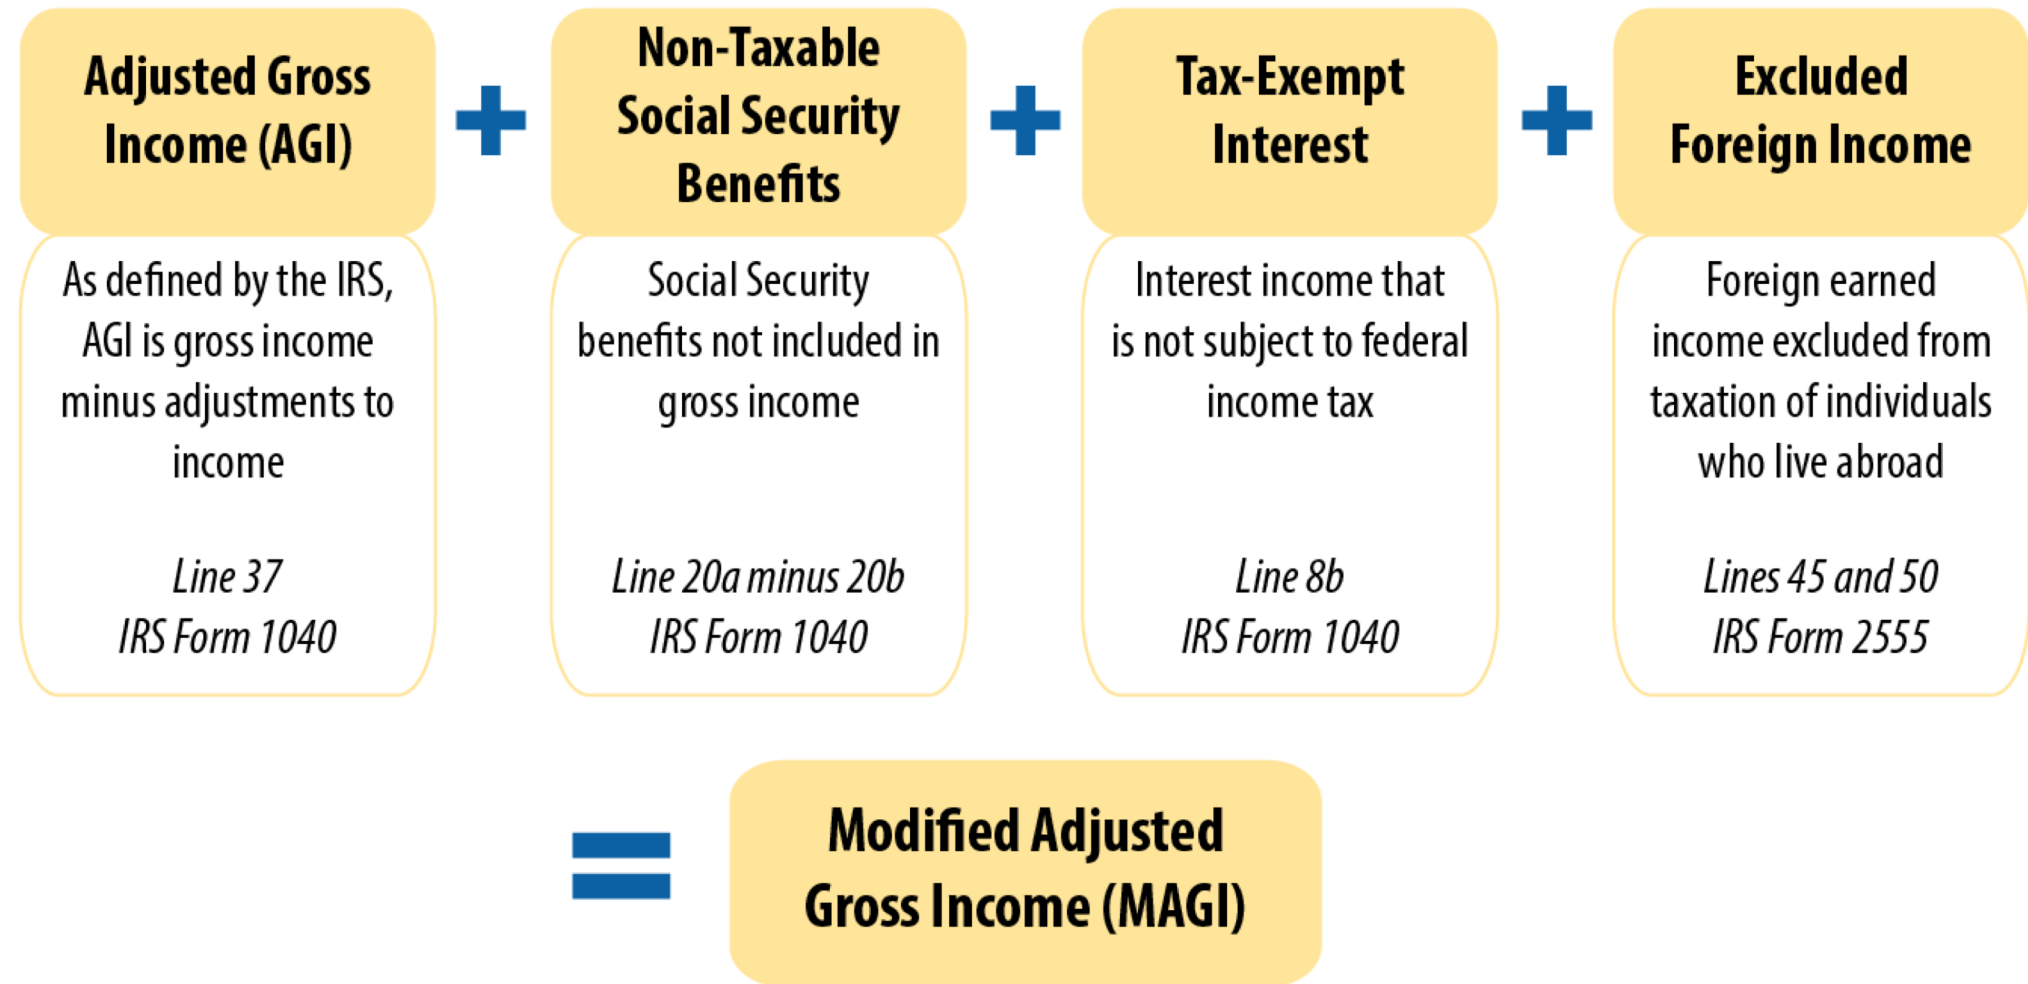 Adjusted Gross
Income (AGI)
As defined by the IRS,
AGI is gross income
minus adjustments to
income
Line 37
IRS Form 1040
+
Non-Taxable
Social Security
Benefits
Social Security
benefits not included in
gross income
Line 20a minus 20b
IRS Form 1040
+
Tax-Exempt
Interest
Interest income that
is not subject to federal
income tax
Line 8b
IRS Form 1040
+
Excluded
Foreign Income
Foreign earned
income excluded from
taxation of individuals
who live abroad
Lines 45 and 50
IRS Form 2555
=
Modified Adjusted
Gross Income (MAGI)